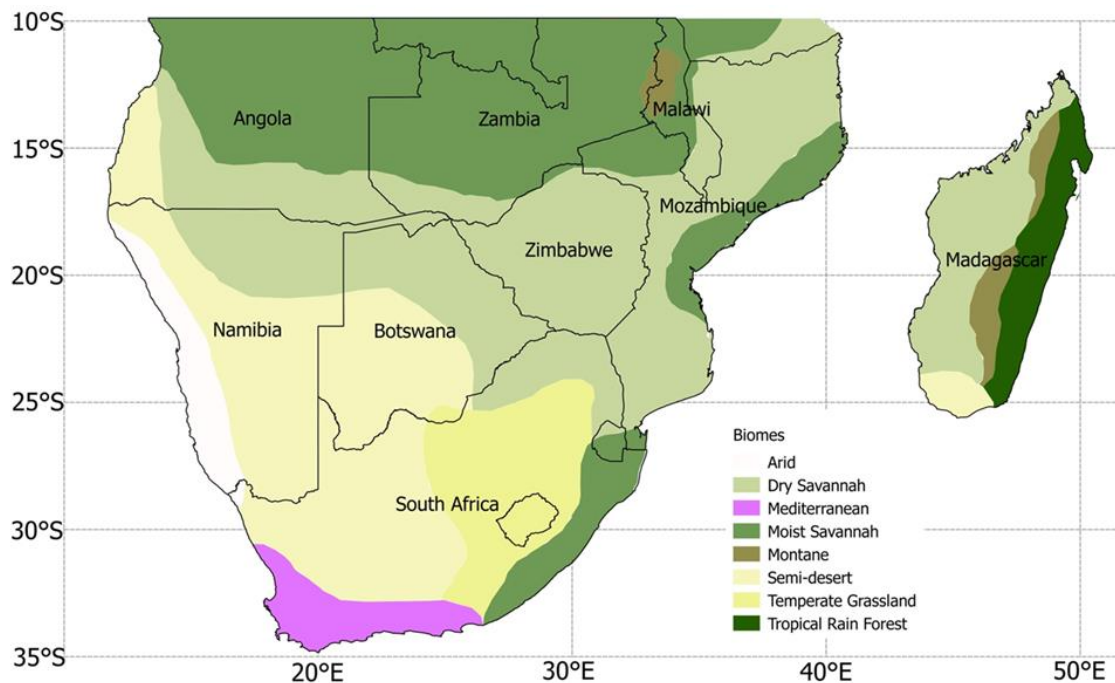 10°S
Angola
Zambia
Malawi
15°S
Mozambique
Zimbabwe
Madagascar
20°S
Namibia
Botswana
25°S
Biomes
Arid
Dry Savannah
Mediterranean
South Africa
Moist Savannah
30°S
Montane
Semi-desert
Temperate Grassland
Tropical Rain Forest
35°S
20°E
30°E
40°E
50°E